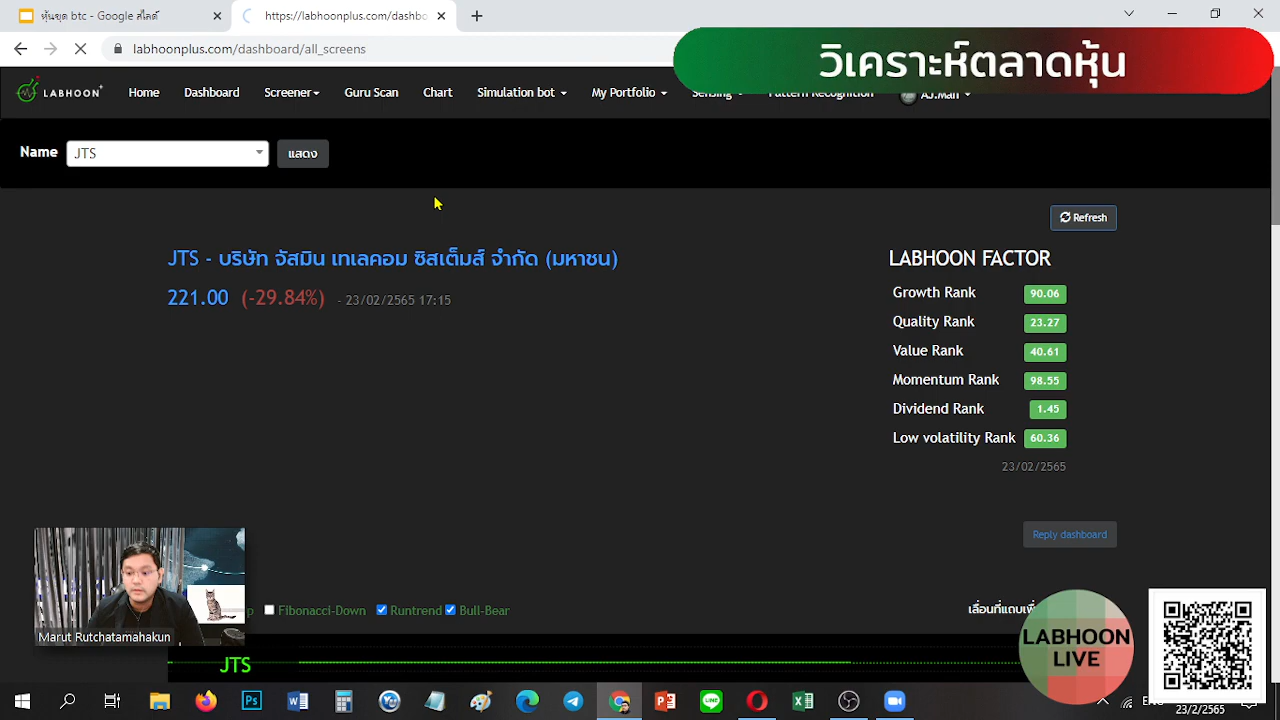 หุ้นลุย btc - Google สไลด์
https://labhoonplus.com/dashbo
labhoonplus.com/dashboard/all_screens
วิเคราะห์ตลาดหุ้น
LABHOON+
Home
Dashboard
Screener
Guru Scan
Chart
Simulation bot
My Portfolio
Sensing
Pattern Recognition
AJ.Man
Name
JTS
แสดง
Refresh
JTS - บริษัท จัสมิน เทเลคอม ซิสเต็มส์ จำกัด (มหาชน)
221.00 (-29.84%) - 23/02/2565 17:15
LABHOON FACTOR
Growth Rank 90.06
Quality Rank 23.27
Value Rank 40.61
Momentum Rank 98.55
Dividend Rank 1.45
Low volatility Rank 60.36
23/02/2565
Reply dashboard
p Fibonacci-Down Runtrend Bull-Bear
Marut Rutchatamahakun
JTS
LABHOON
LIVE
23/2/2565